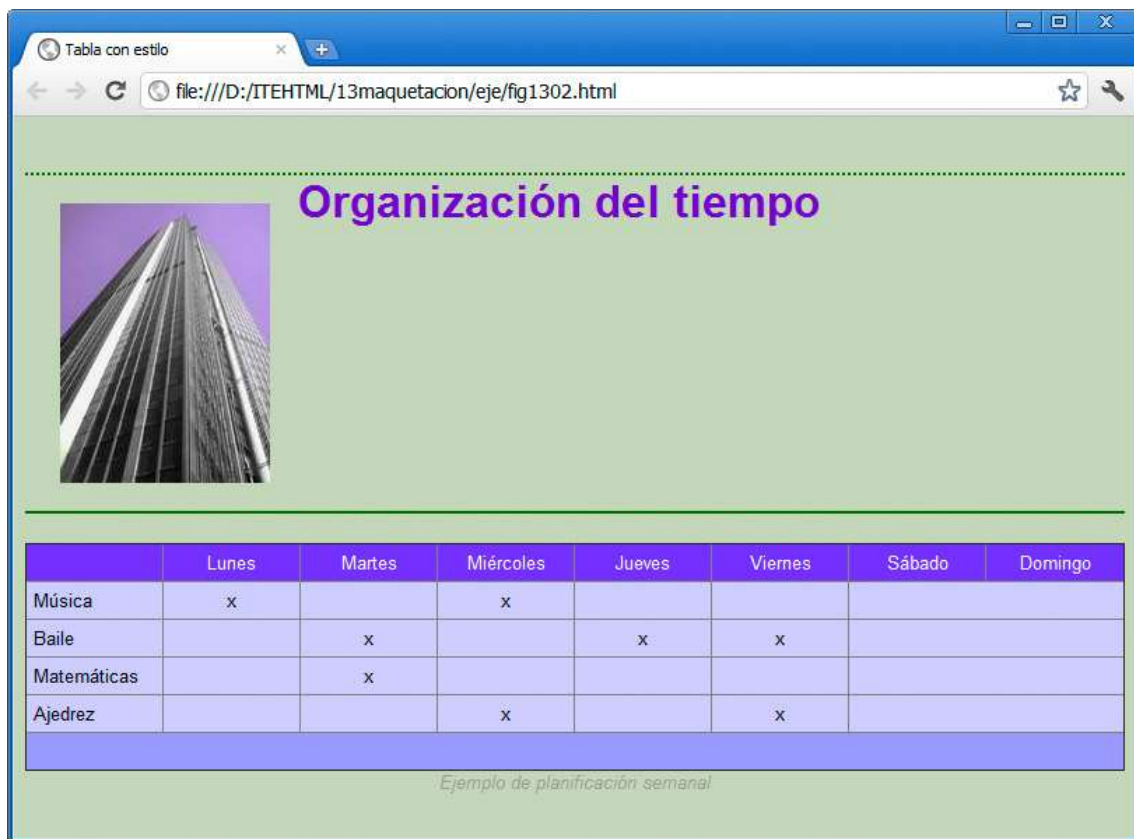 Tabla con estilo
file:///D:/ITEHTML/13maquetacion/eje/fig1302.html
Organización del tiempo
Lunes Martes Miércoles Jueves Viernes Sábado Domingo
Música x x
Baile x x x
Matemáticas x
Ajedrez x x
Ejemplo de planificación semanal